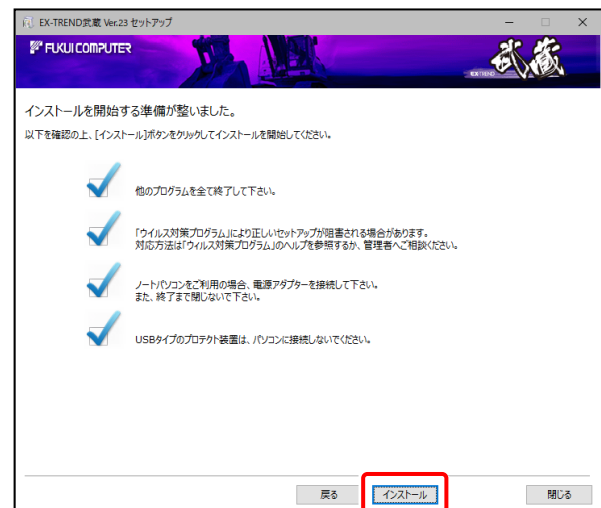 EX-TREND武蔵 Ver.23 セットアップ
FUKUI COMPUTER
EX-TREND 武蔵
インストールを開始する準備が整いました。
以下を確認の上、[インストール]ボタンをクリックしてインストールを開始してください。
他のプログラムを全て終了して下さい。
「ウイルス対策プログラム」により正しいセットアップが阻害される場合があります。
対応方法は「ウィルス対策プログラム」のヘルプを参照するか、管理者へご相談ください。
ノートパソコンをご利用の場合、電源アダプターを接続して下さい。
また、終了まで閉じないで下さい。
USBタイプのプロテクト装置は、パソコンに接続しないでください。
戻る
インストール
閉じる